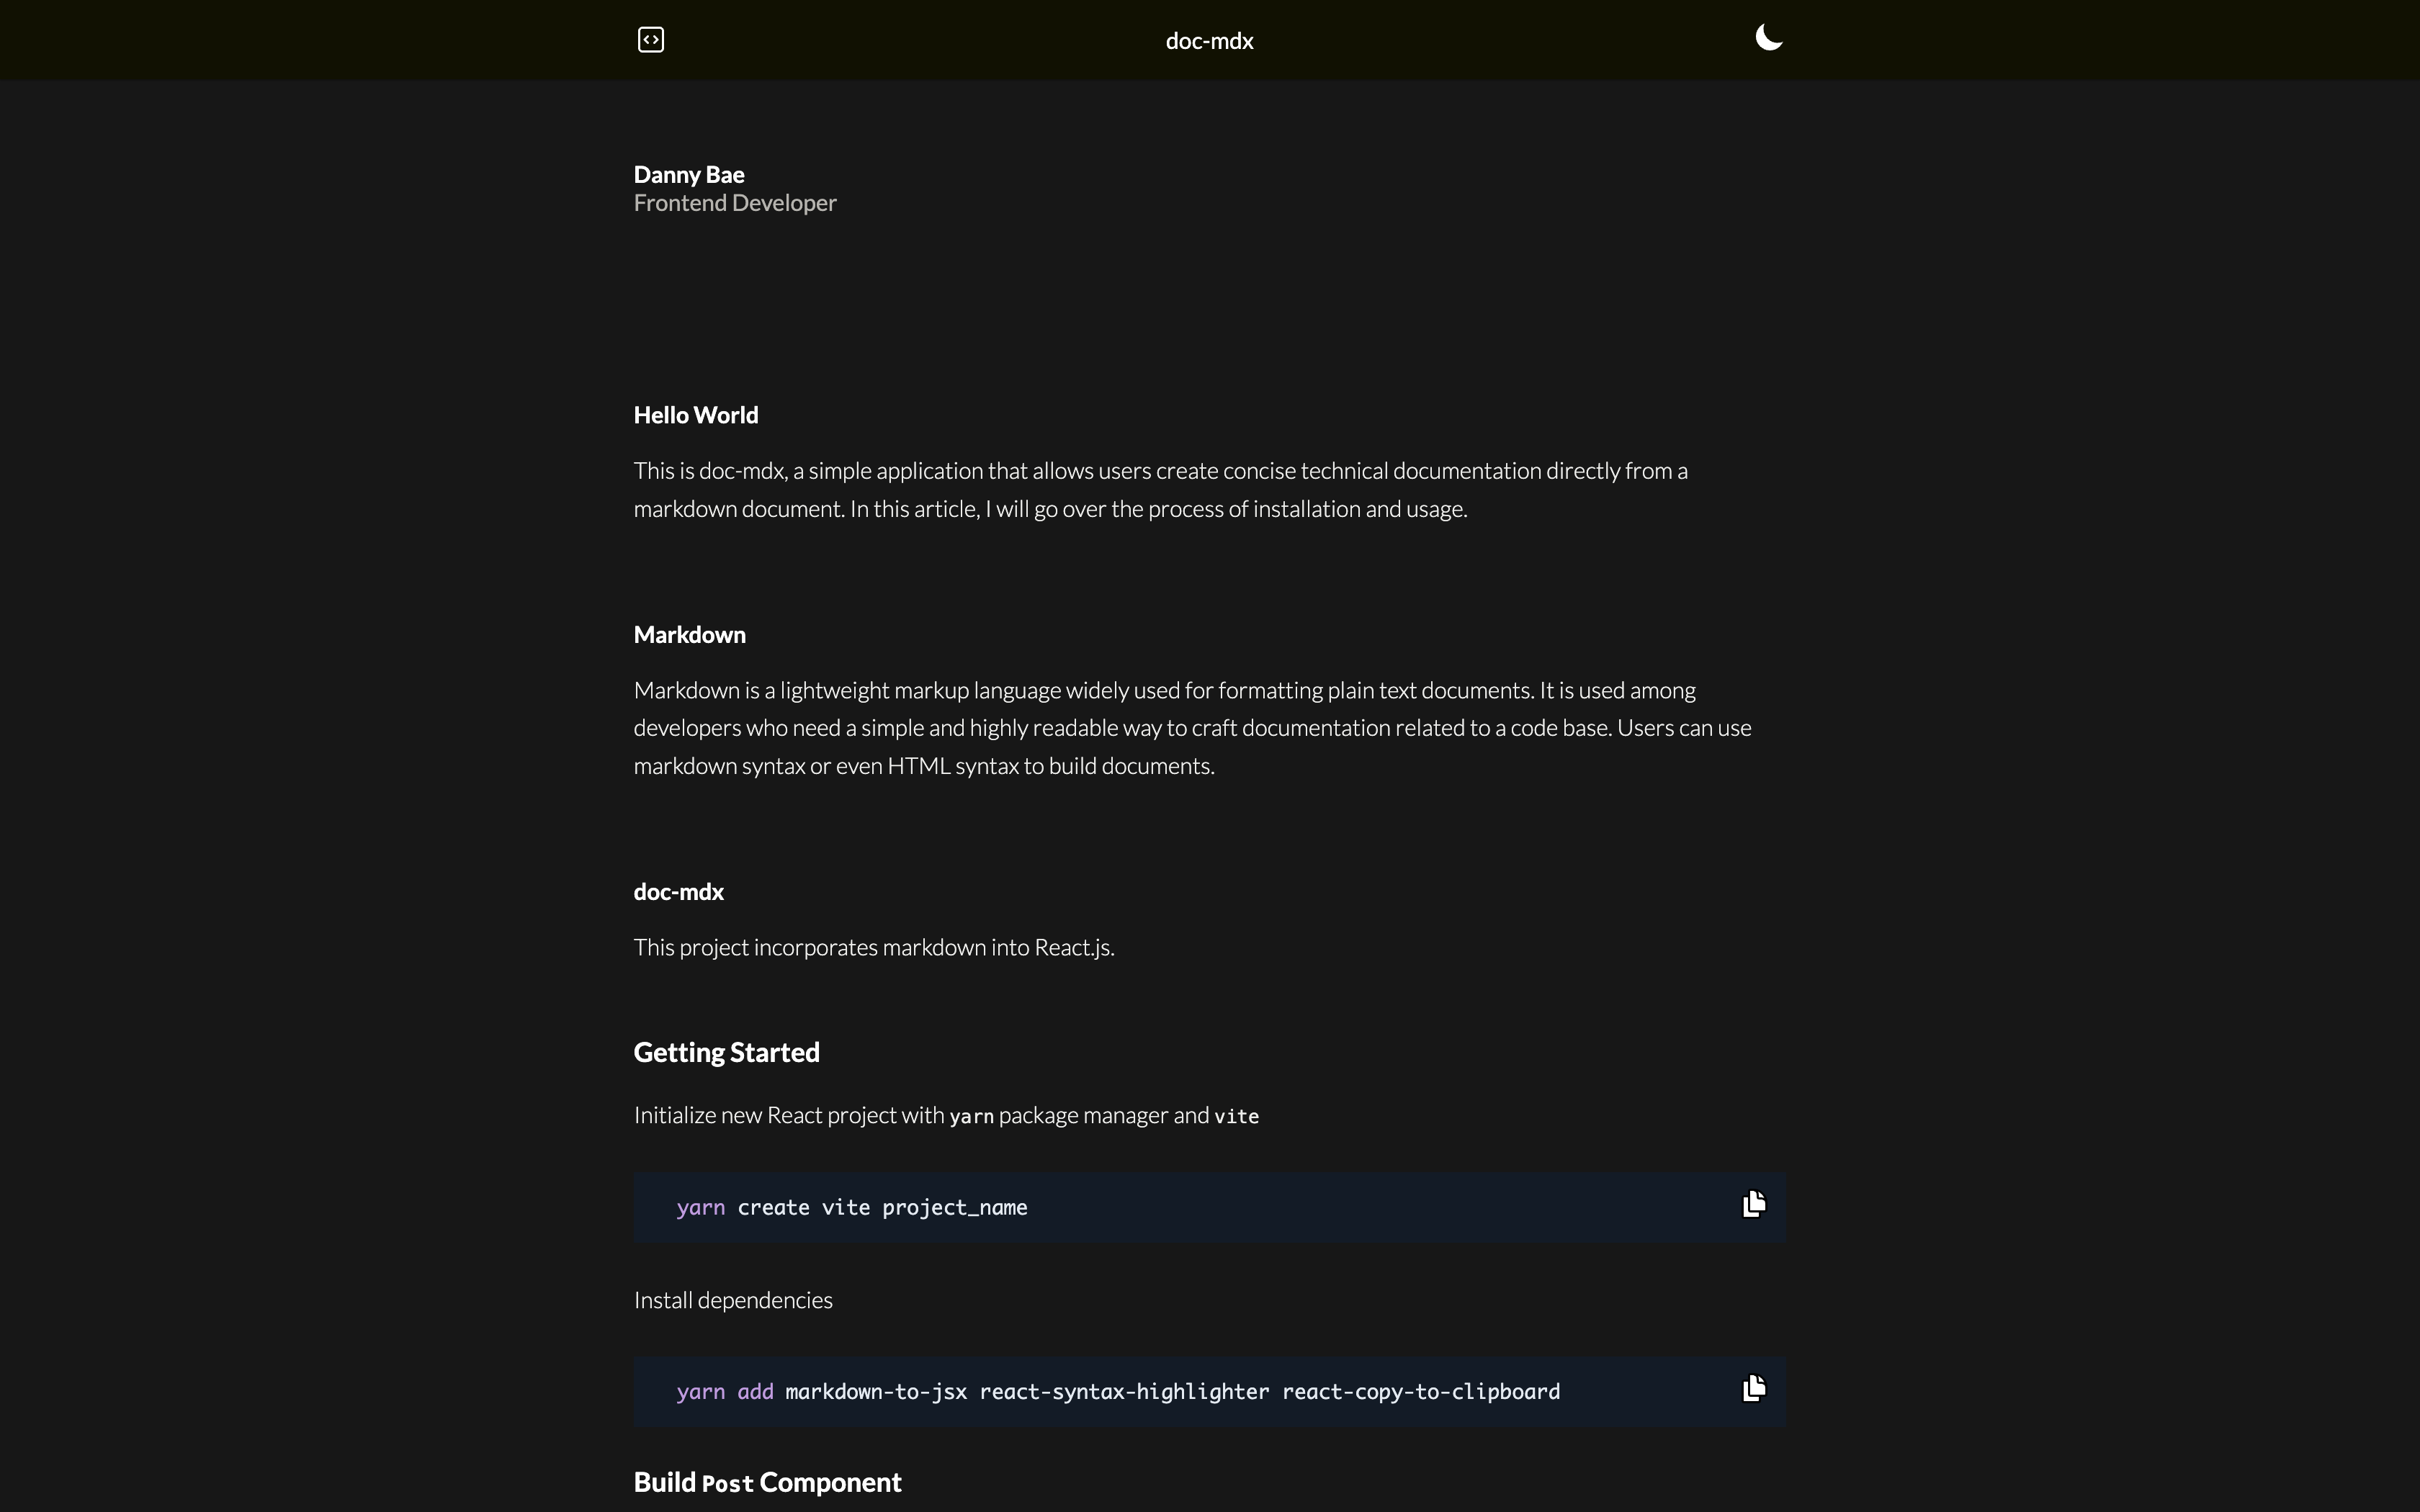 doc-mdx
Danny Bae
Frontend Developer
Hello World
This is doc-mdx, a simple application that allows users create concise technical documentation directly from a
markdown document. In this article, I will go over the process of installation and usage.
Markdown
Markdown is a lightweight markup language widely used for formatting plain text documents. It is used among
developers who need a simple and highly readable way to craft documentation related to a code base. Users can use
markdown syntax or even HTML syntax to build documents.
doc-mdx
This project incorporates markdown into React.js.
Getting Started
Initialize new React project with yarn package manager and vite
yarn create vite project_name
Install dependencies
yarn add markdown-to-jsx react-syntax-highlighter react-copy-to-clipboard
Build Post Component